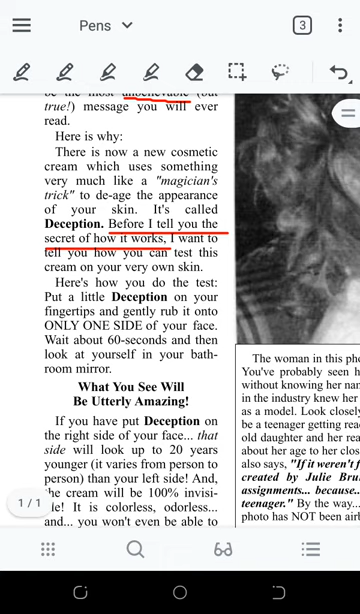 Pens
3
be the most unbelievable (but
true!) message you will ever
read.
Here is why:
There is now a new cosmetic
cream which uses something
very much like a "magician's
trick" to de-age the appearance
of your skin. It's called
Deception. Before I tell you the
secret of how it works, I want to
tell you how you can test this
cream on your very own skin.
Here's how you do the test:
Put a little Deception on your
fingertips and gently rub it onto
ONLY ONE SIDE of your face.
Wait about 60-seconds and then
look at yourself in your bath-
room mirror.
What You See Will
Be Utterly Amazing!
If you have put Deception on
the right side of your face... that
side will look up to 20 years
younger (it varies from person to
person) than your left side! And,
the cream will be 100% invisi-
ble! It is colorless, odorless...
and... you won't even be able to
1 / 1
The woman in this pho
You've probably seen h
without knowing her nam
in the industry knew her
as a model. Look closely
be a teenager getting rea
old daughter and her rea
about her age to her clos
also says, "If it weren't f
created by Julie Bru
assignments... because..
teenager." By the way...
photo has NOT been airb